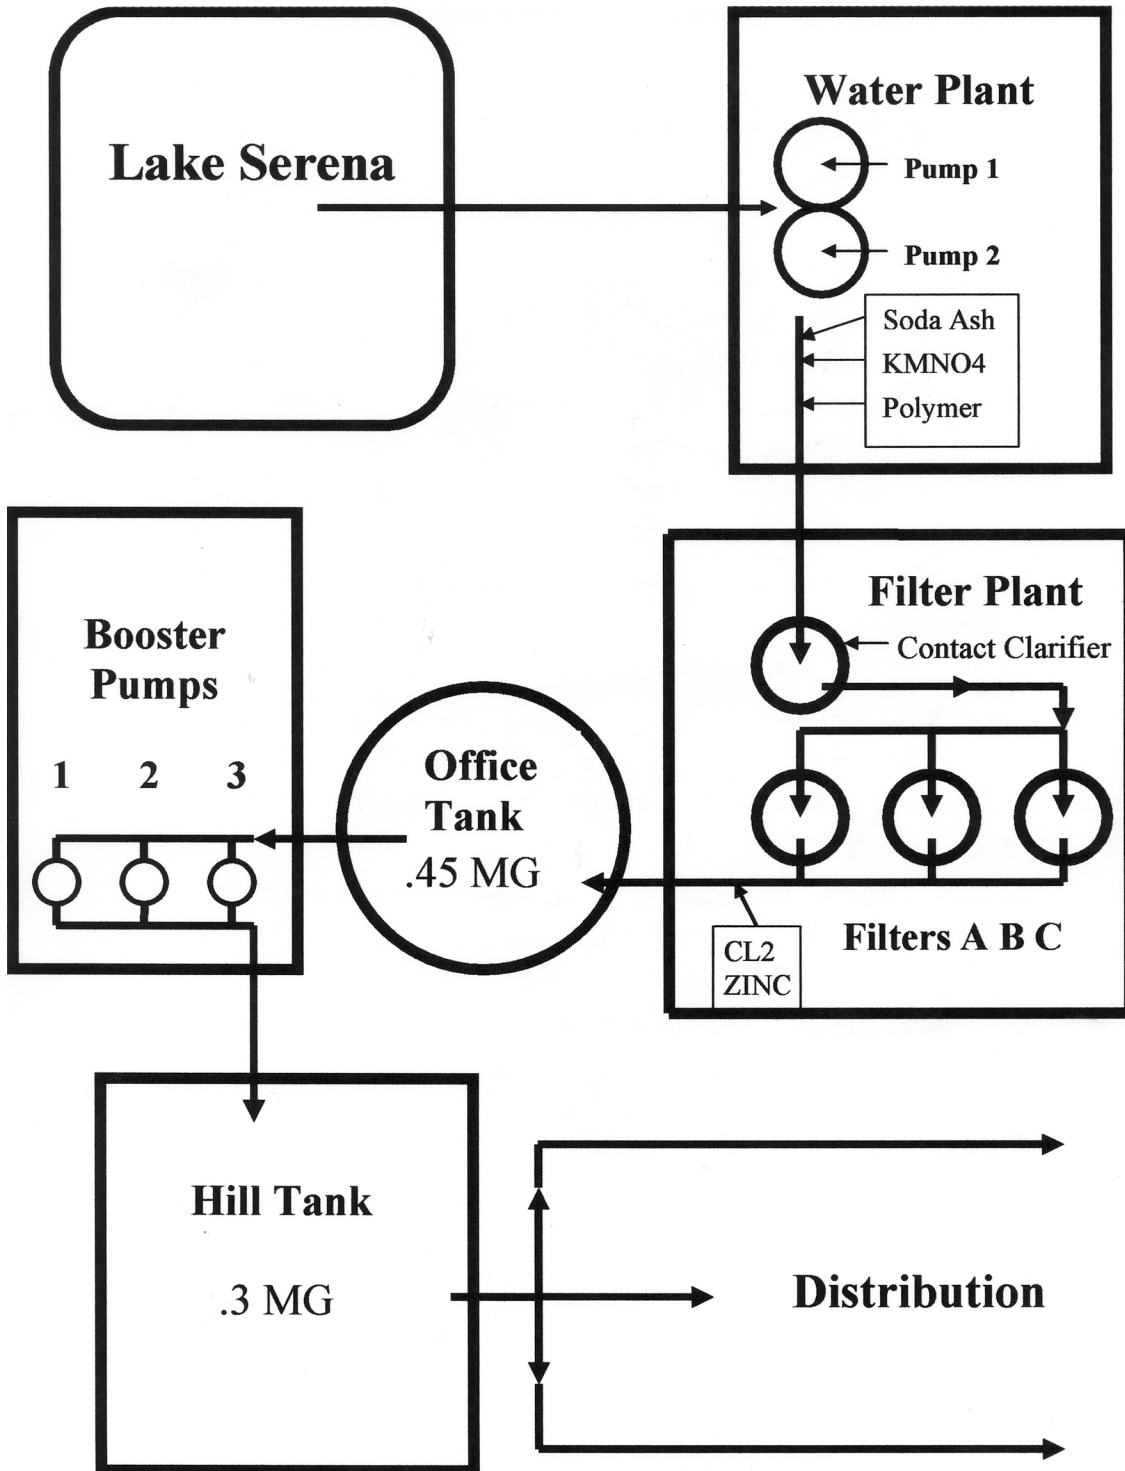 Lake Serena
Water Plant
Pump 1
Pump 2
Soda Ash
KMNO4
Polymer
Filter Plant
Contact Clarifier
Filters A B C
CL2
ZINC
Office
Tank
.45 MG
Booster
Pumps
1 2 3
Hill Tank
.3 MG
Distribution